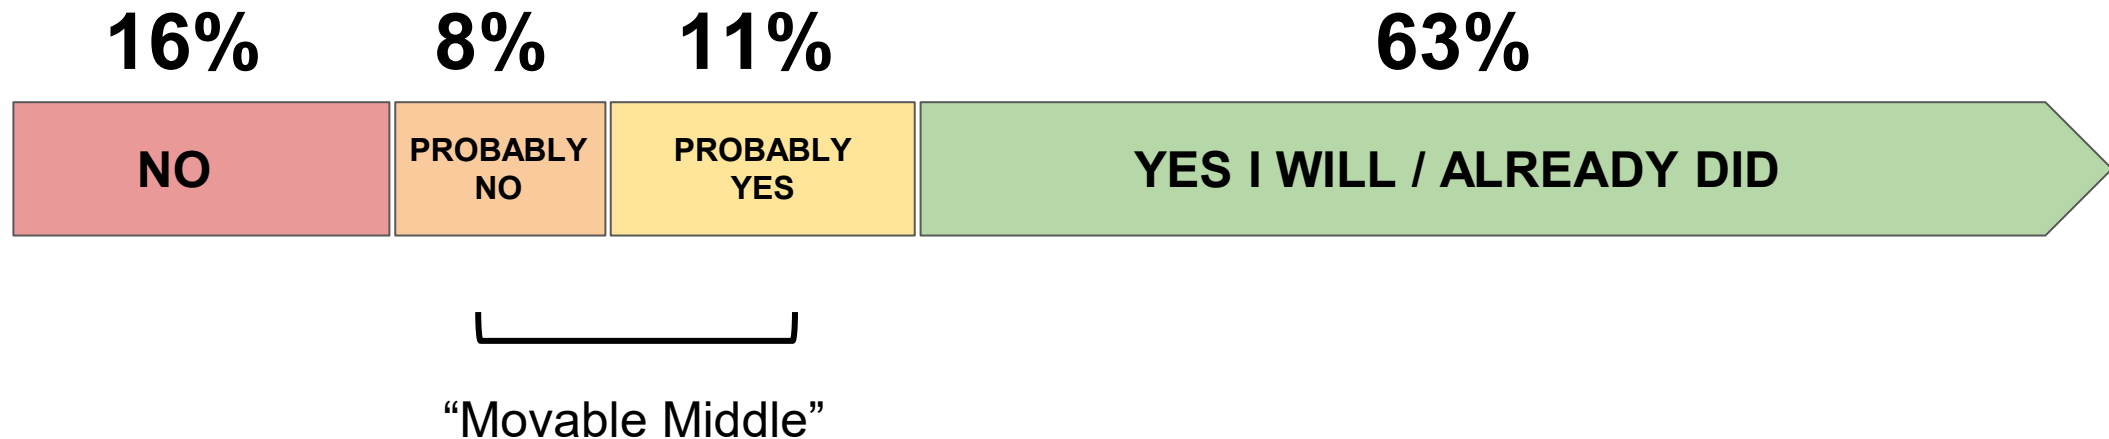 16% 8% 11% 63%
NO
PROBABLY
NO
PROBABLY
YES
YES I WILL / ALREADY DID
“Movable Middle”